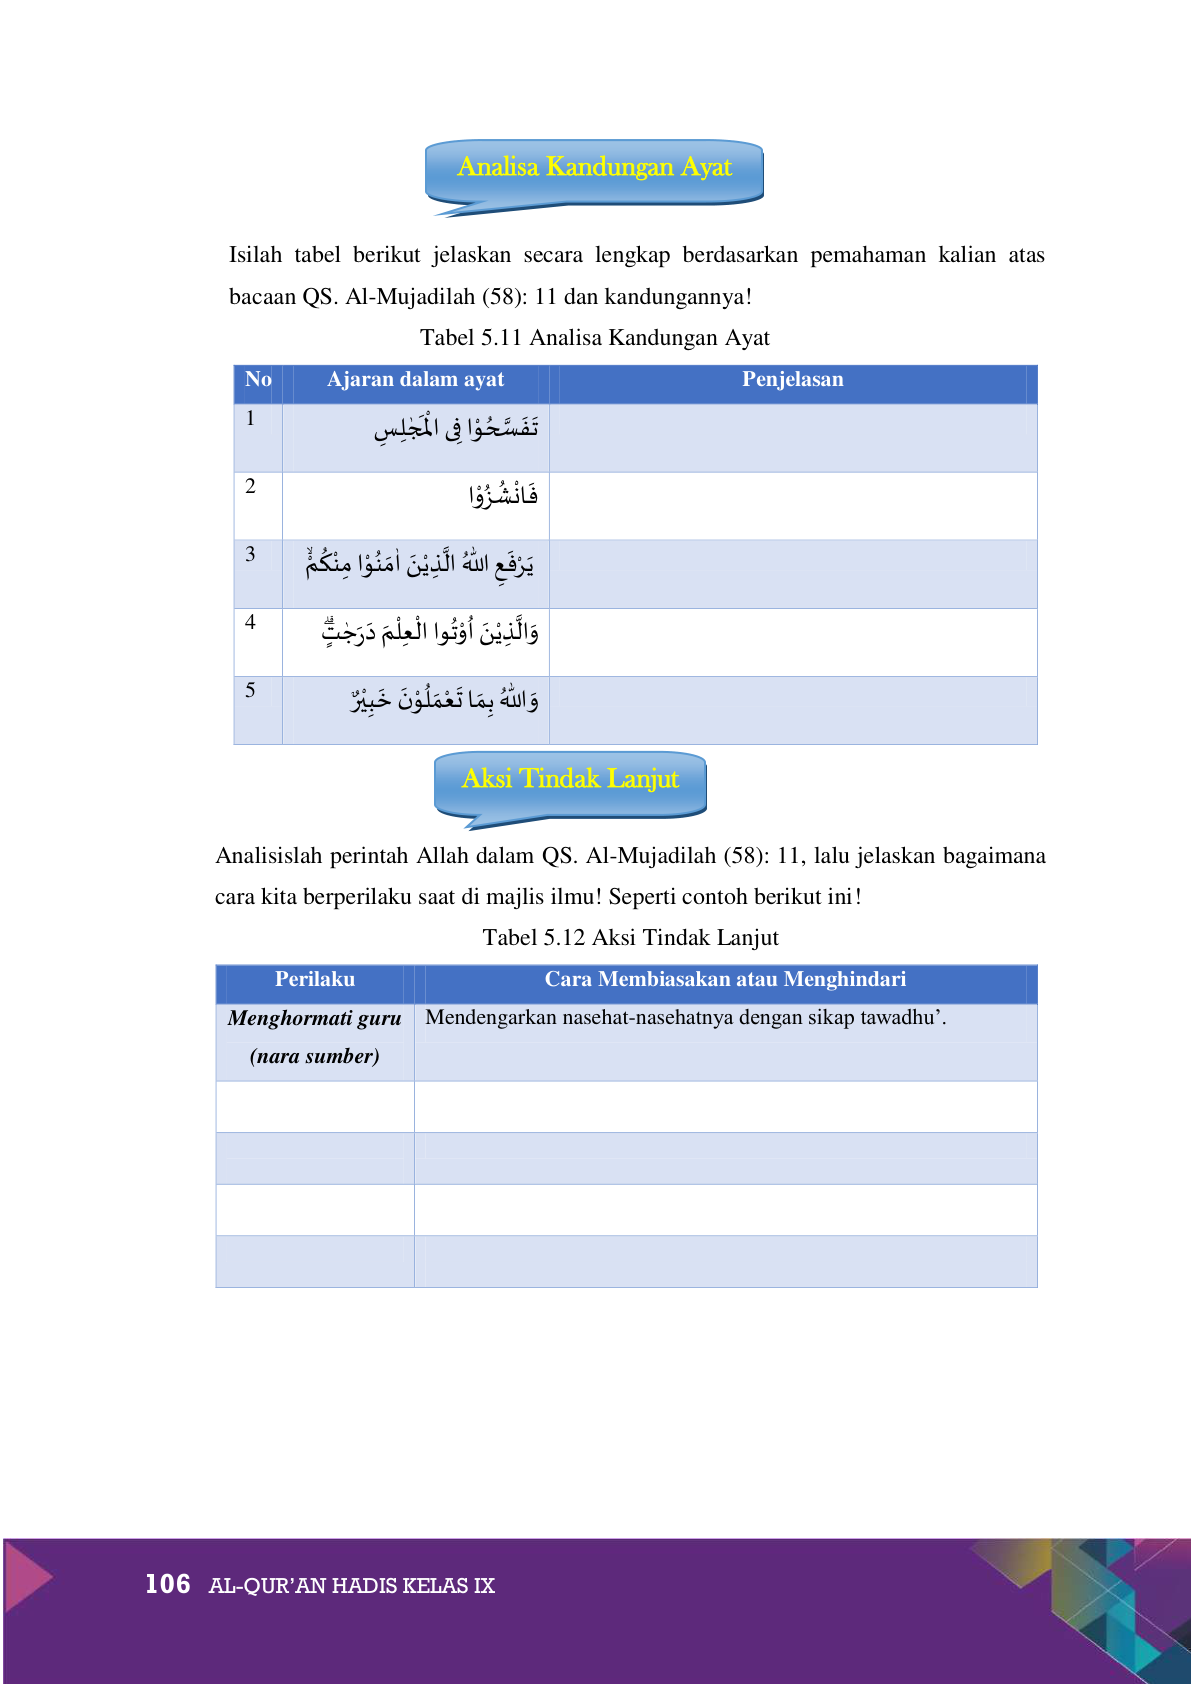 Analisa Kandungan Ayat
Isilah tabel berikut jelaskan secara lengkap berdasarkan pemahaman kalian atas
bacaan QS. Al-Mujadilah (58): 11 dan kandungannya!
Tabel 5.11 Analisa Kandungan Ayat
No Ajaran dalam ayat Penjelasan
1 تَفَسَّحُوْا فِى الْمَجٰلِسِ
2 فَانْشُزُوْا
3 يَرْفَعِ اللّٰهُ الَّذِيْنَ اٰمَنُوْا مِنْكُمْۙ
4 وَالَّذِيْنَ اُوْتُوا الْعِلْمَ دَرَجٰتٍۗ
5 وَاللّٰهُ بِمَا تَعْمَلُوْنَ خَبِيْرٌ
Aksi Tindak Lanjut
Analisislah perintah Allah dalam QS. Al-Mujadilah (58): 11, lalu jelaskan bagaimana
cara kita berperilaku saat di majlis ilmu! Seperti contoh berikut ini!
Tabel 5.12 Aksi Tindak Lanjut
Perilaku Cara Membiasakan atau Menghindari
Menghormati guru Mendengarkan nasehat-nasehatnya dengan sikap tawadhu’.
(nara sumber)
106 AL-QUR’AN HADIS KELAS IX